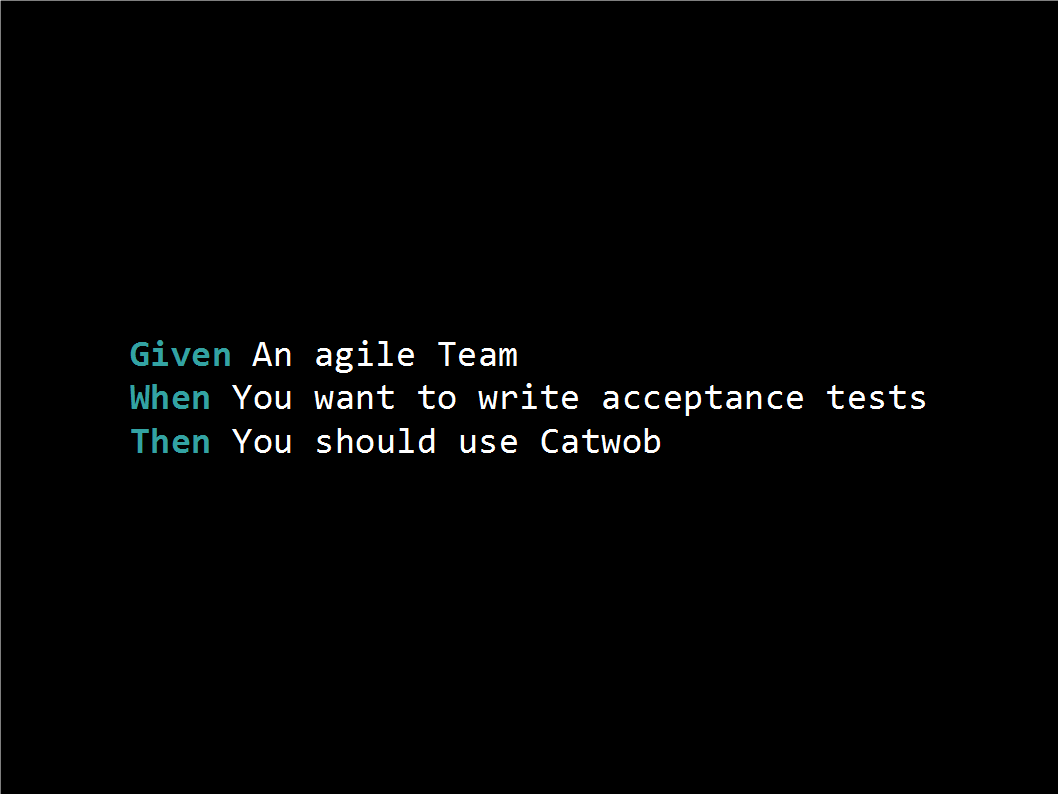 Given An agile Team
When You want to write acceptance tests
Then You should use Catwob